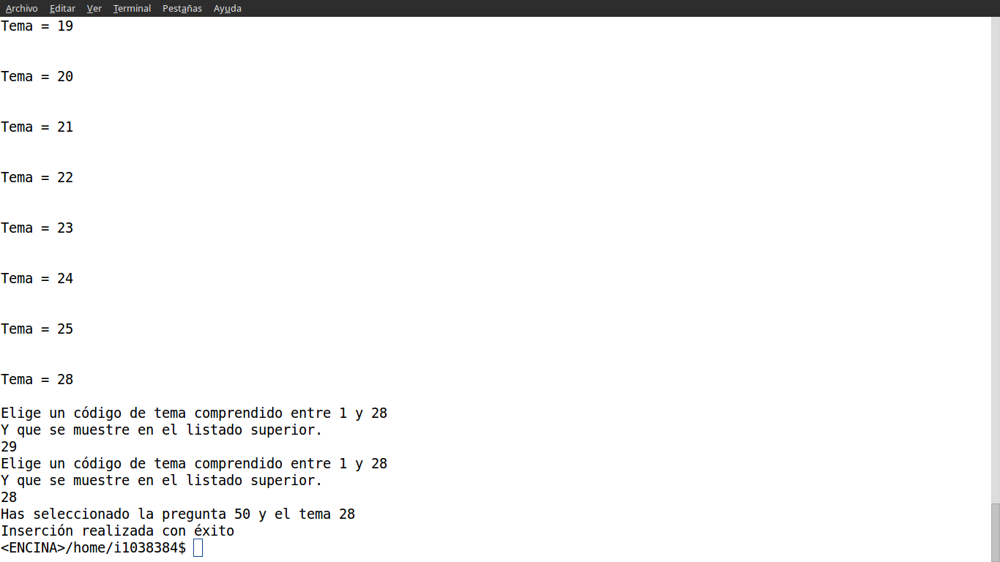 Archivo Editar Ver Terminal Pestañas Ayuda
Tema = 19
Tema = 20
Tema = 21
Tema = 22
Tema = 23
Tema = 24
Tema = 25
Tema = 28
Elige un código de tema comprendido entre 1 y 28
Y que se muestre en el listado superior.
29
Elige un código de tema comprendido entre 1 y 28
Y que se muestre en el listado superior.
28
Has seleccionado la pregunta 50 y el tema 28
Inserción realizada con éxito
<ENCINA>/home/i1038384$